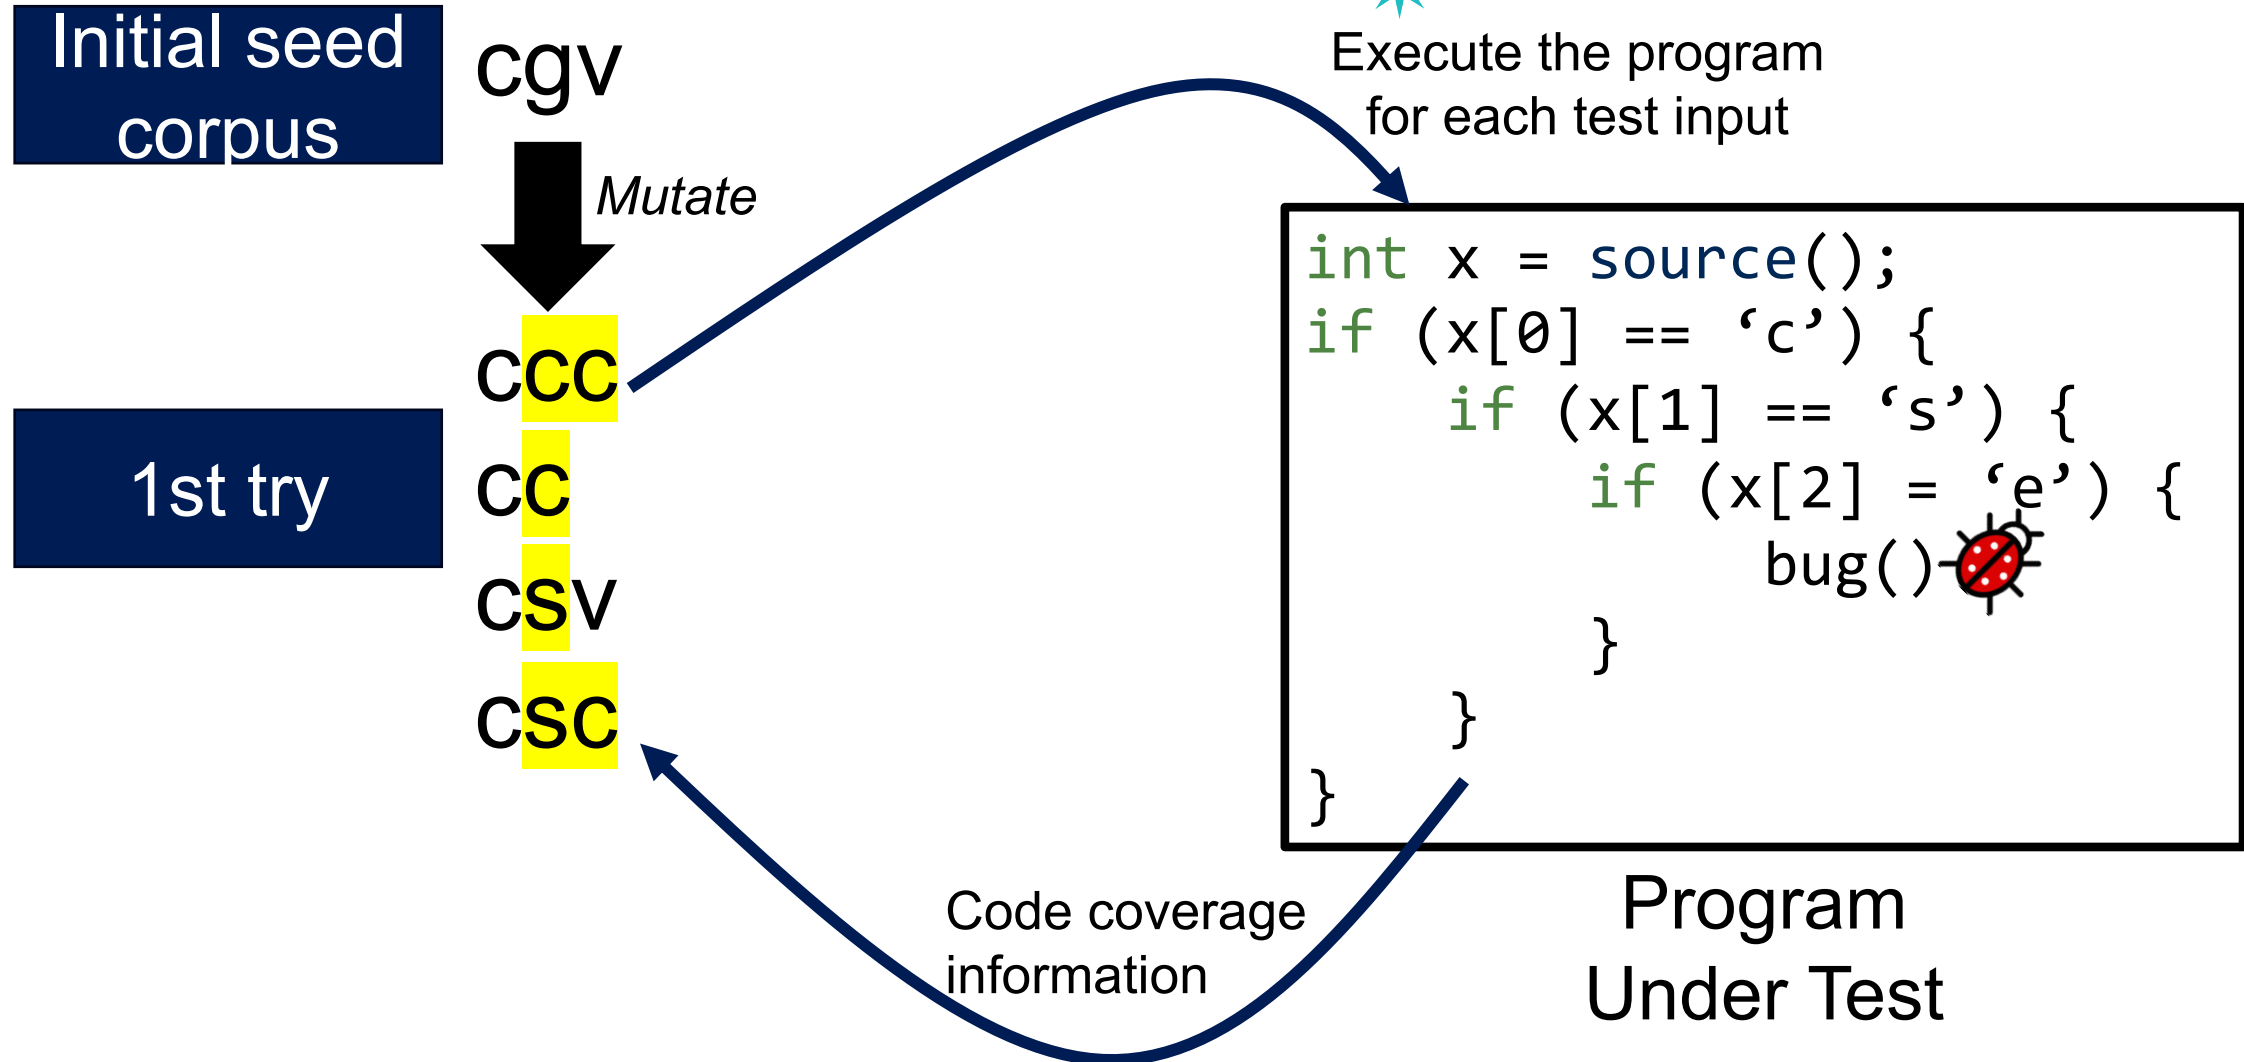 Initial seed
corpus
cgv
Mutate
ccc
cc
csv
csc
1st try
Execute the program
for each test input
int x = source();
if (x[0] == ‘c’) {
if (x[1] == ‘s’) {
if (x[2] = ‘e’) {
bug()
}
}
}
Code coverage
information
Program
Under Test